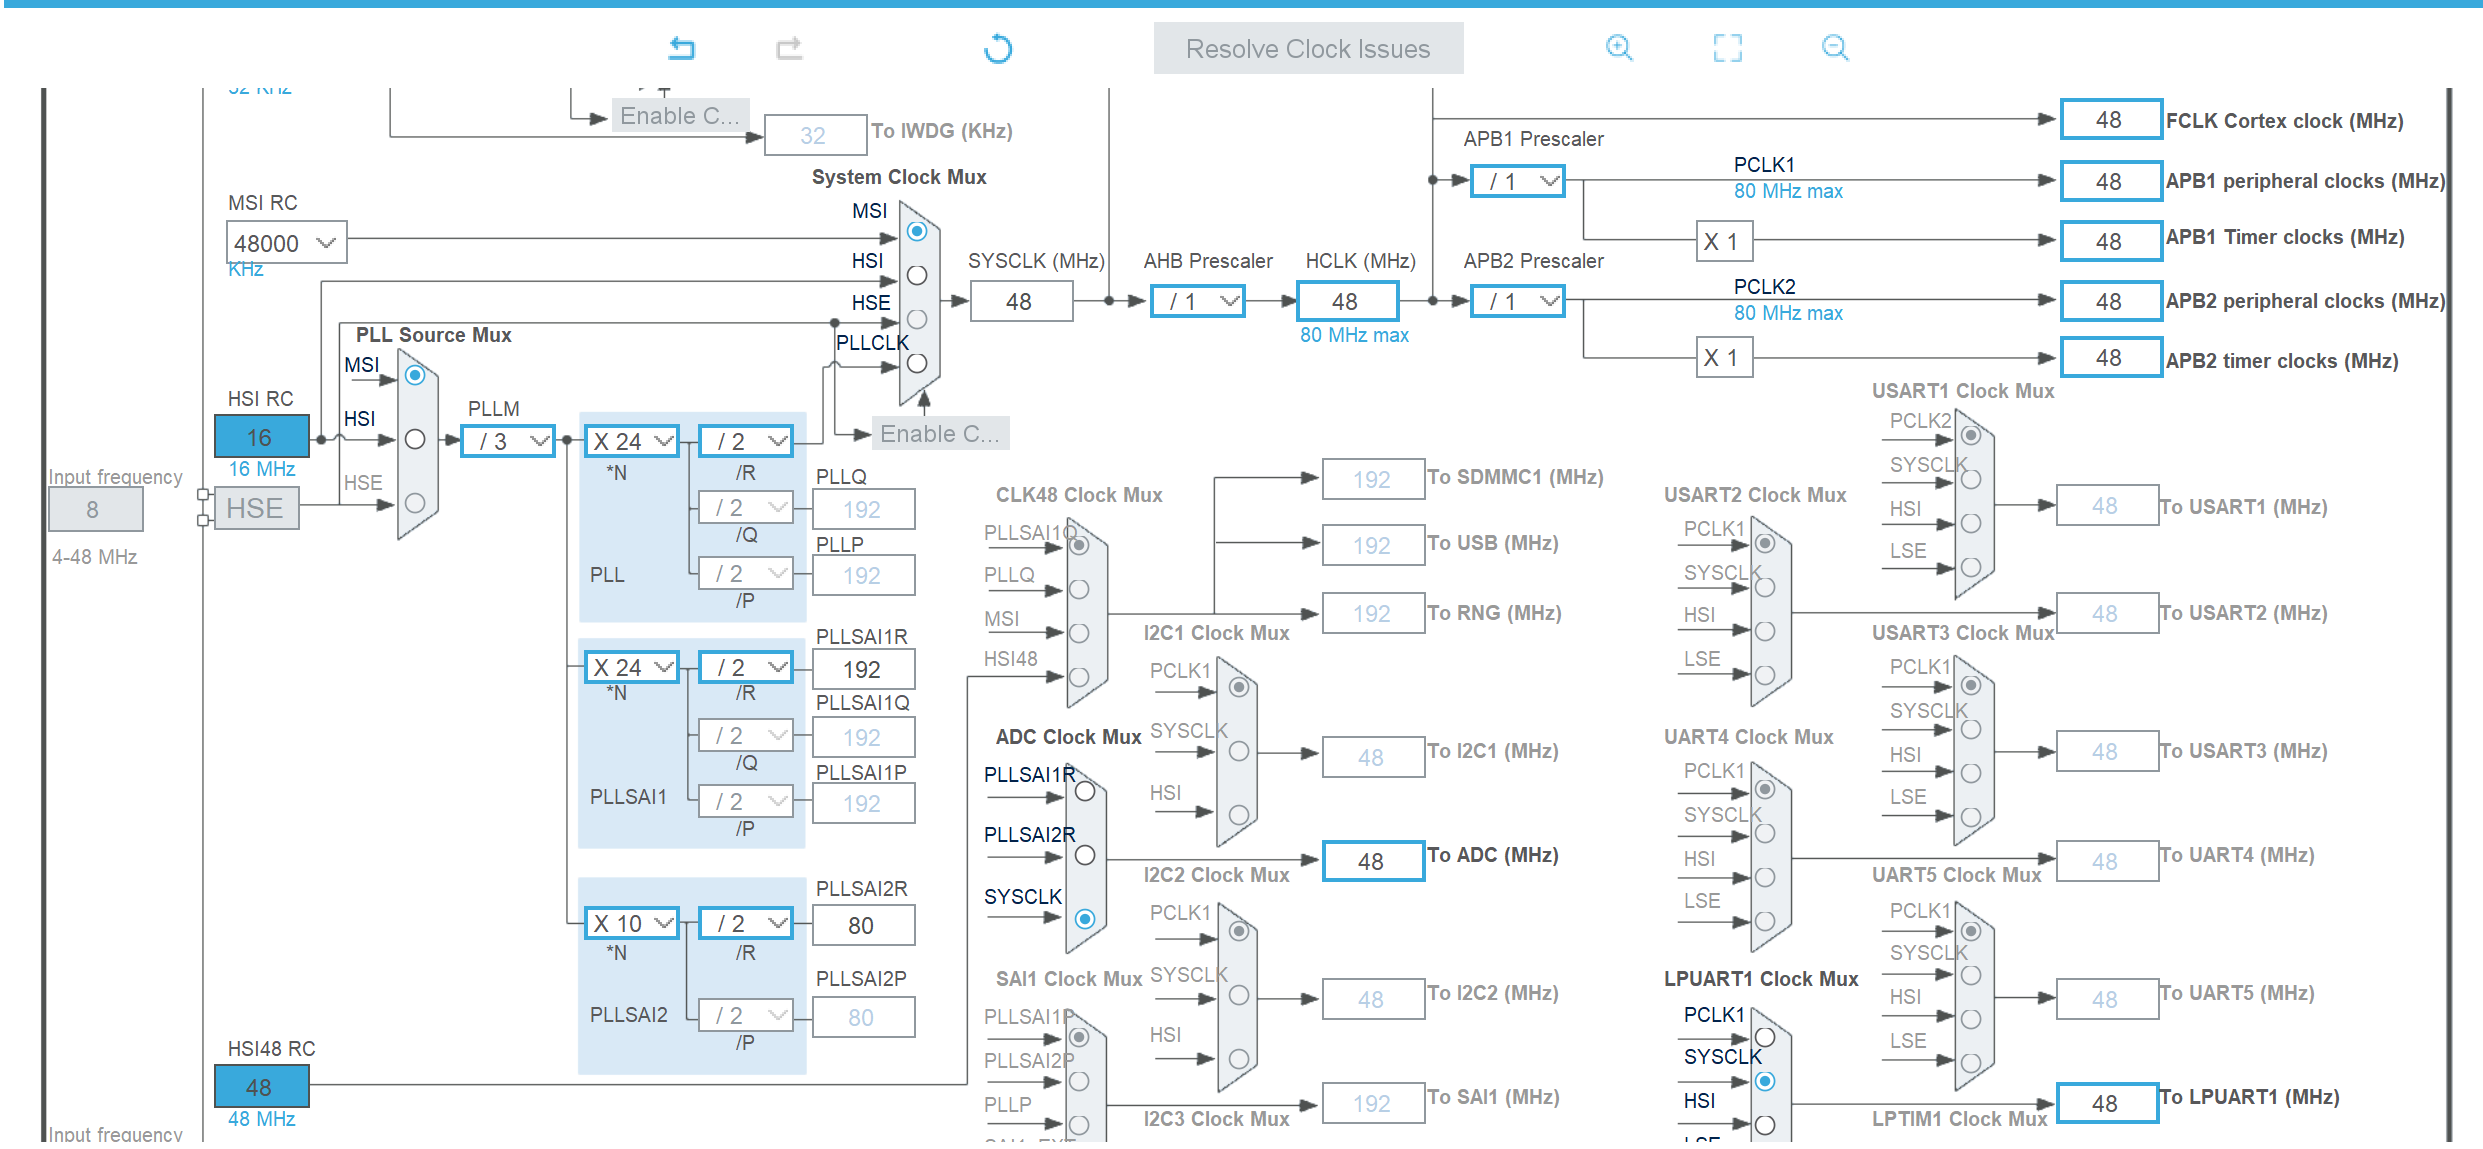 Resolve Clock Issues
32 KHz
Enable C...
32
To IWDG (KHz)
System Clock Mux
MSI RC
48000
KHz
MSI
HSI
HSE
PLLCLK
SYSCLK (MHz)
48
AHB Prescaler
/ 1
HCLK (MHz)
48
80 MHz max
APB1 Prescaler
/ 1
PCLK1
80 MHz max
X 1
APB2 Prescaler
/ 1
PCLK2
80 MHz max
X 1
48
FCLK Cortex clock (MHz)
48
APB1 peripheral clocks (MHz)
48
APB1 Timer clocks (MHz)
48
APB2 peripheral clocks (MHz)
48
APB2 timer clocks (MHz)
Enable C...
PLL Source Mux
MSI
HSI
HSE
HSI RC
16
16 MHz
Input frequency
8
4-48 MHz
HSE
PLLM
/ 3
X 24
*N
/ 2
/R
PLLQ
/ 2
192
/Q
PLLP
/ 2
192
/P
PLL
PLLSAI1R
X 24
*N
/ 2
192
/R
PLLSAI1Q
/ 2
192
/Q
PLLSAI1P
/ 2
192
/P
PLLSAI1
PLLSAI2R
X 10
*N
/ 2
80
/R
PLLSAI2P
/ 2
80
/P
PLLSAI2
HSI48 RC
48
48 MHz
Input frequency
CLK48 Clock Mux
PLLSAI1Q
PLLQ
MSI
HSI48
192
To SDMMC1 (MHz)
192
To USB (MHz)
192
To RNG (MHz)
I2C1 Clock Mux
PCLK1
SYSCLK
HSI
48
To I2C1 (MHz)
ADC Clock Mux
PLLSAI1R
PLLSAI2R
SYSCLK
48
To ADC (MHz)
I2C2 Clock Mux
PCLK1
SYSCLK
HSI
48
To I2C2 (MHz)
SAI1 Clock Mux
PLLSAI1P
PLLSAI2P
PLLP
192
To SAI1 (MHz)
I2C3 Clock Mux
USART1 Clock Mux
PCLK2
SYSCLK
HSI
LSE
48
To USART1 (MHz)
USART2 Clock Mux
PCLK1
SYSCLK
HSI
LSE
48
To USART2 (MHz)
USART3 Clock Mux
PCLK1
SYSCLK
HSI
LSE
48
To USART3 (MHz)
UART4 Clock Mux
PCLK1
SYSCLK
HSI
LSE
48
To UART4 (MHz)
UART5 Clock Mux
PCLK1
SYSCLK
HSI
LSE
48
To UART5 (MHz)
LPUART1 Clock Mux
PCLK1
SYSCLK
HSI
LSE
48
To LPUART1 (MHz)
LPTIM1 Clock Mux